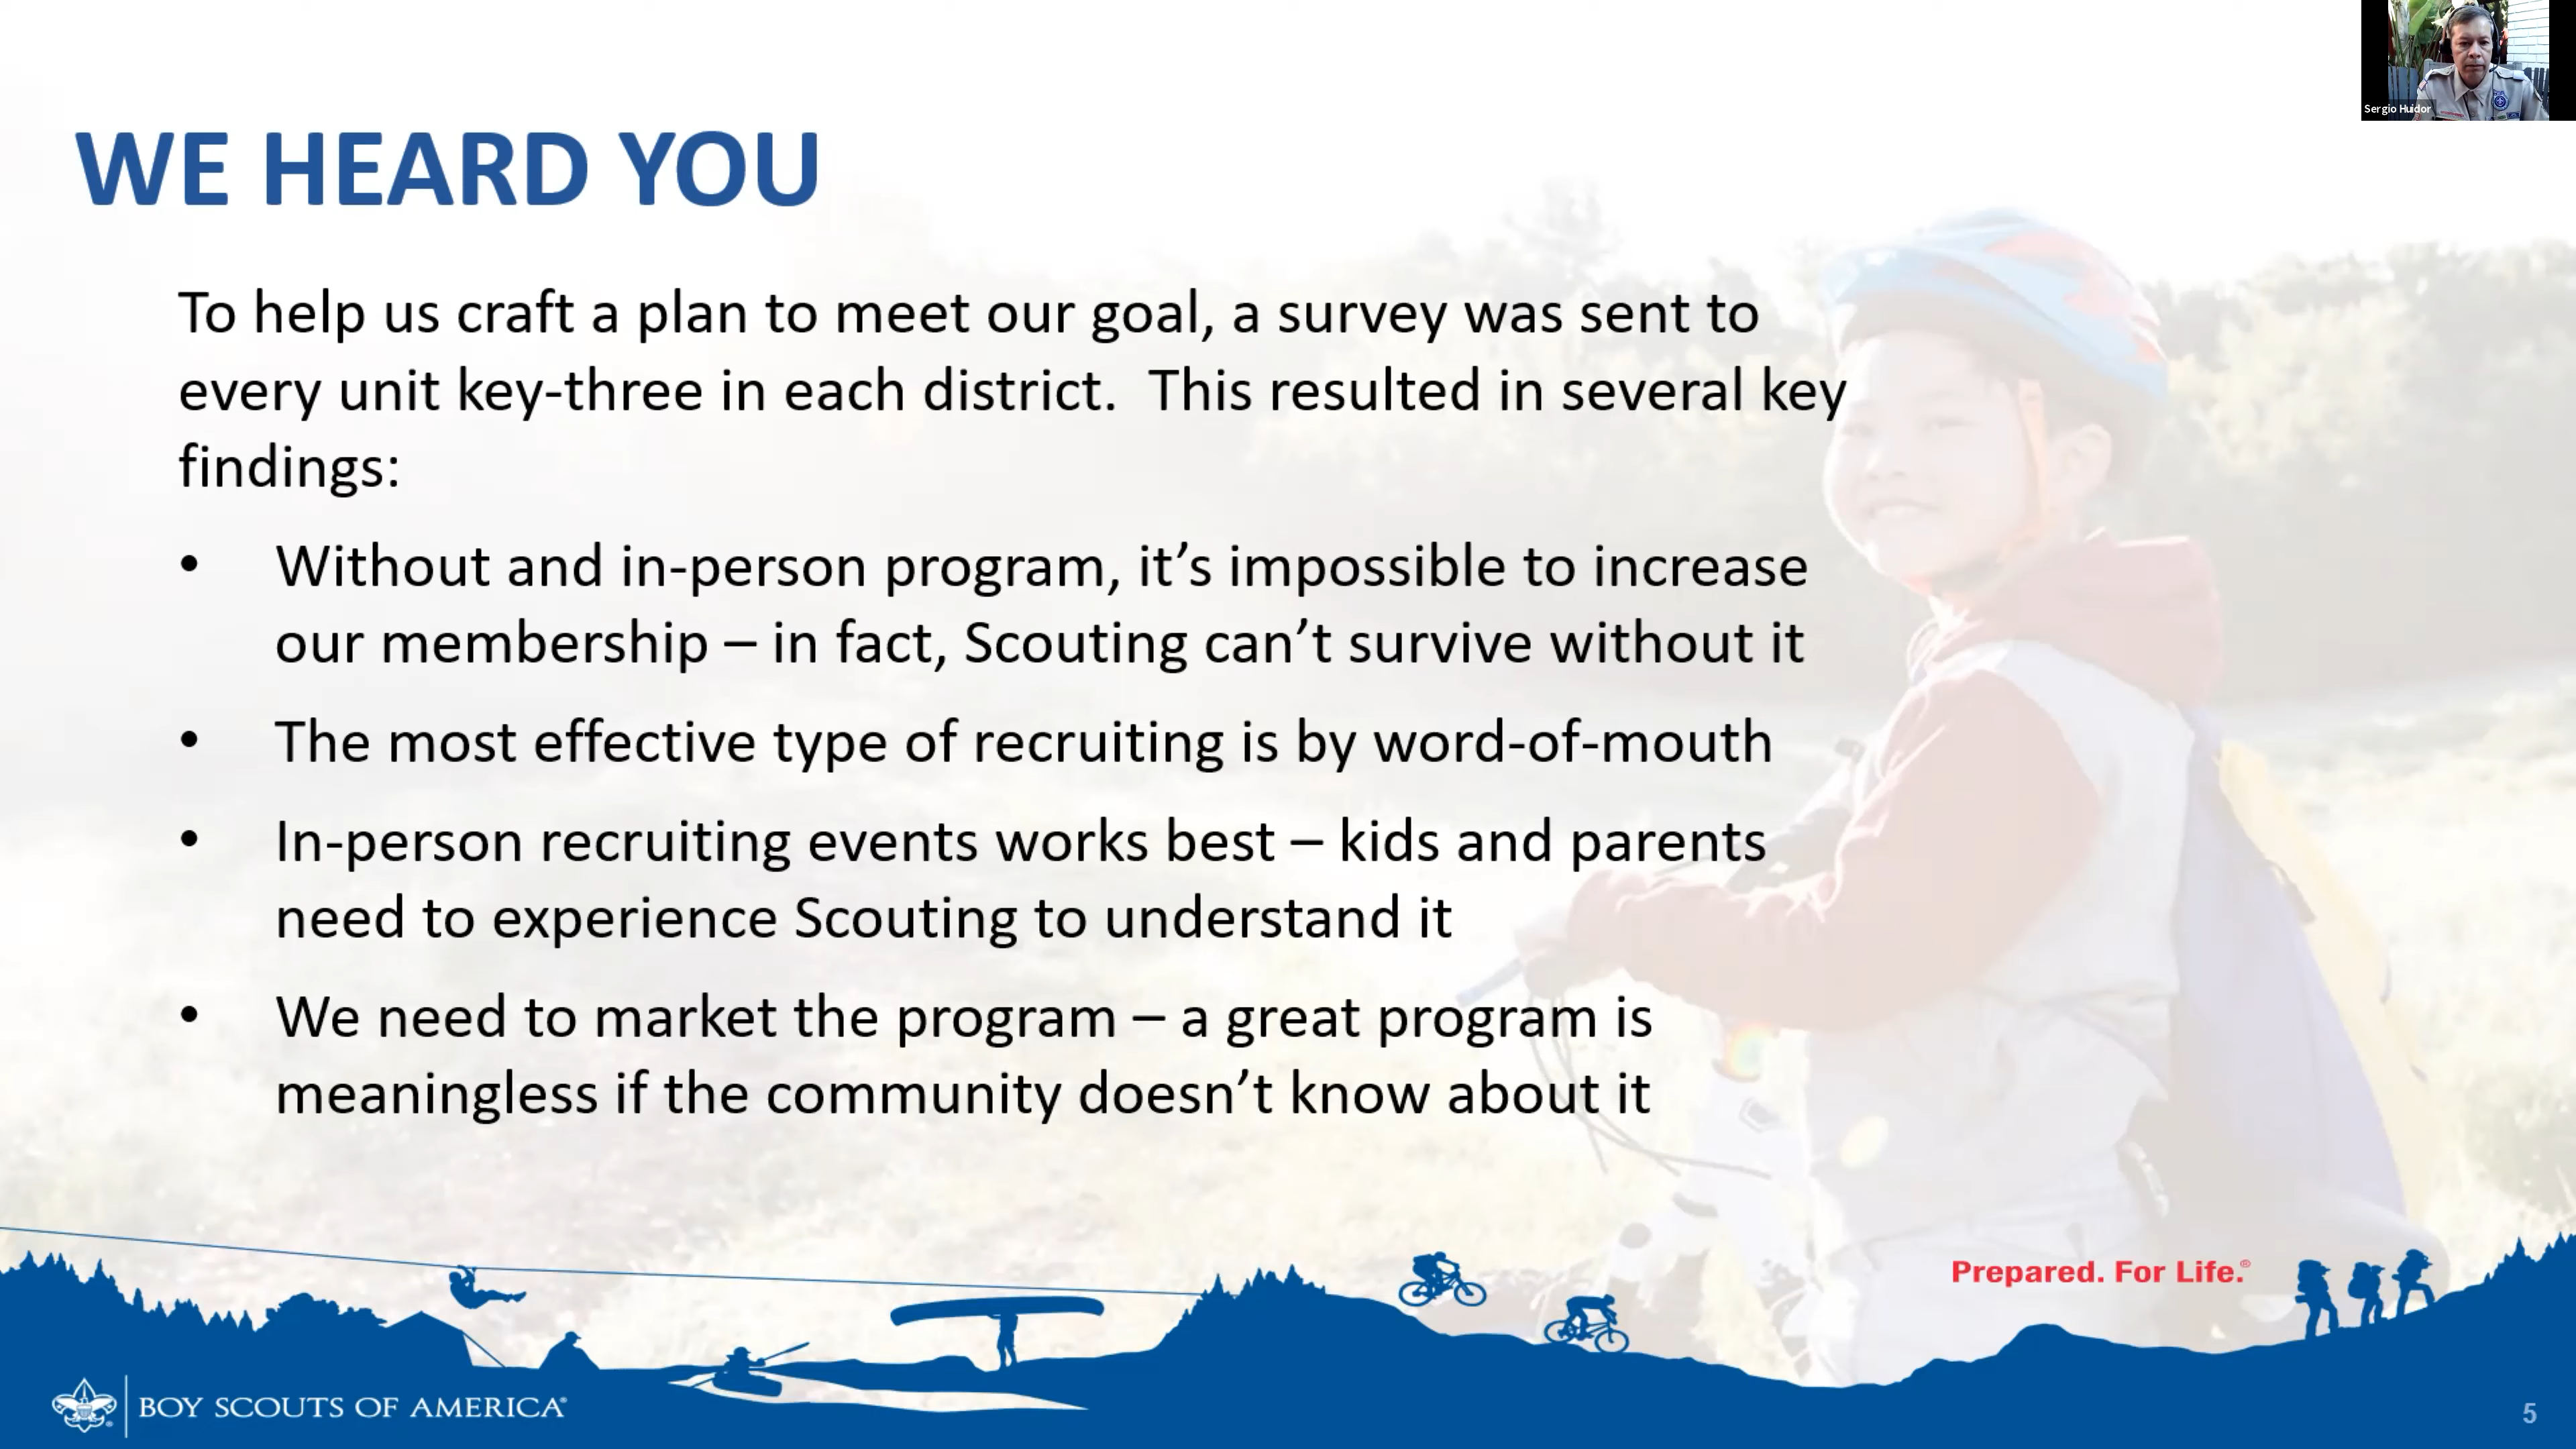 Sergio Huidor
WE HEARD YOU
To help us craft a plan to meet our goal, a survey was sent to
every unit key-three in each district.  This resulted in several key
findings:
• Without and in-person program, it’s impossible to increase
our membership – in fact, Scouting can’t survive without it
• The most effective type of recruiting is by word-of-mouth
• In-person recruiting events works best – kids and parents
need to experience Scouting to understand it
• We need to market the program – a great program is
meaningless if the community doesn’t know about it
Prepared. For Life.®
BOY SCOUTS OF AMERICA®
5